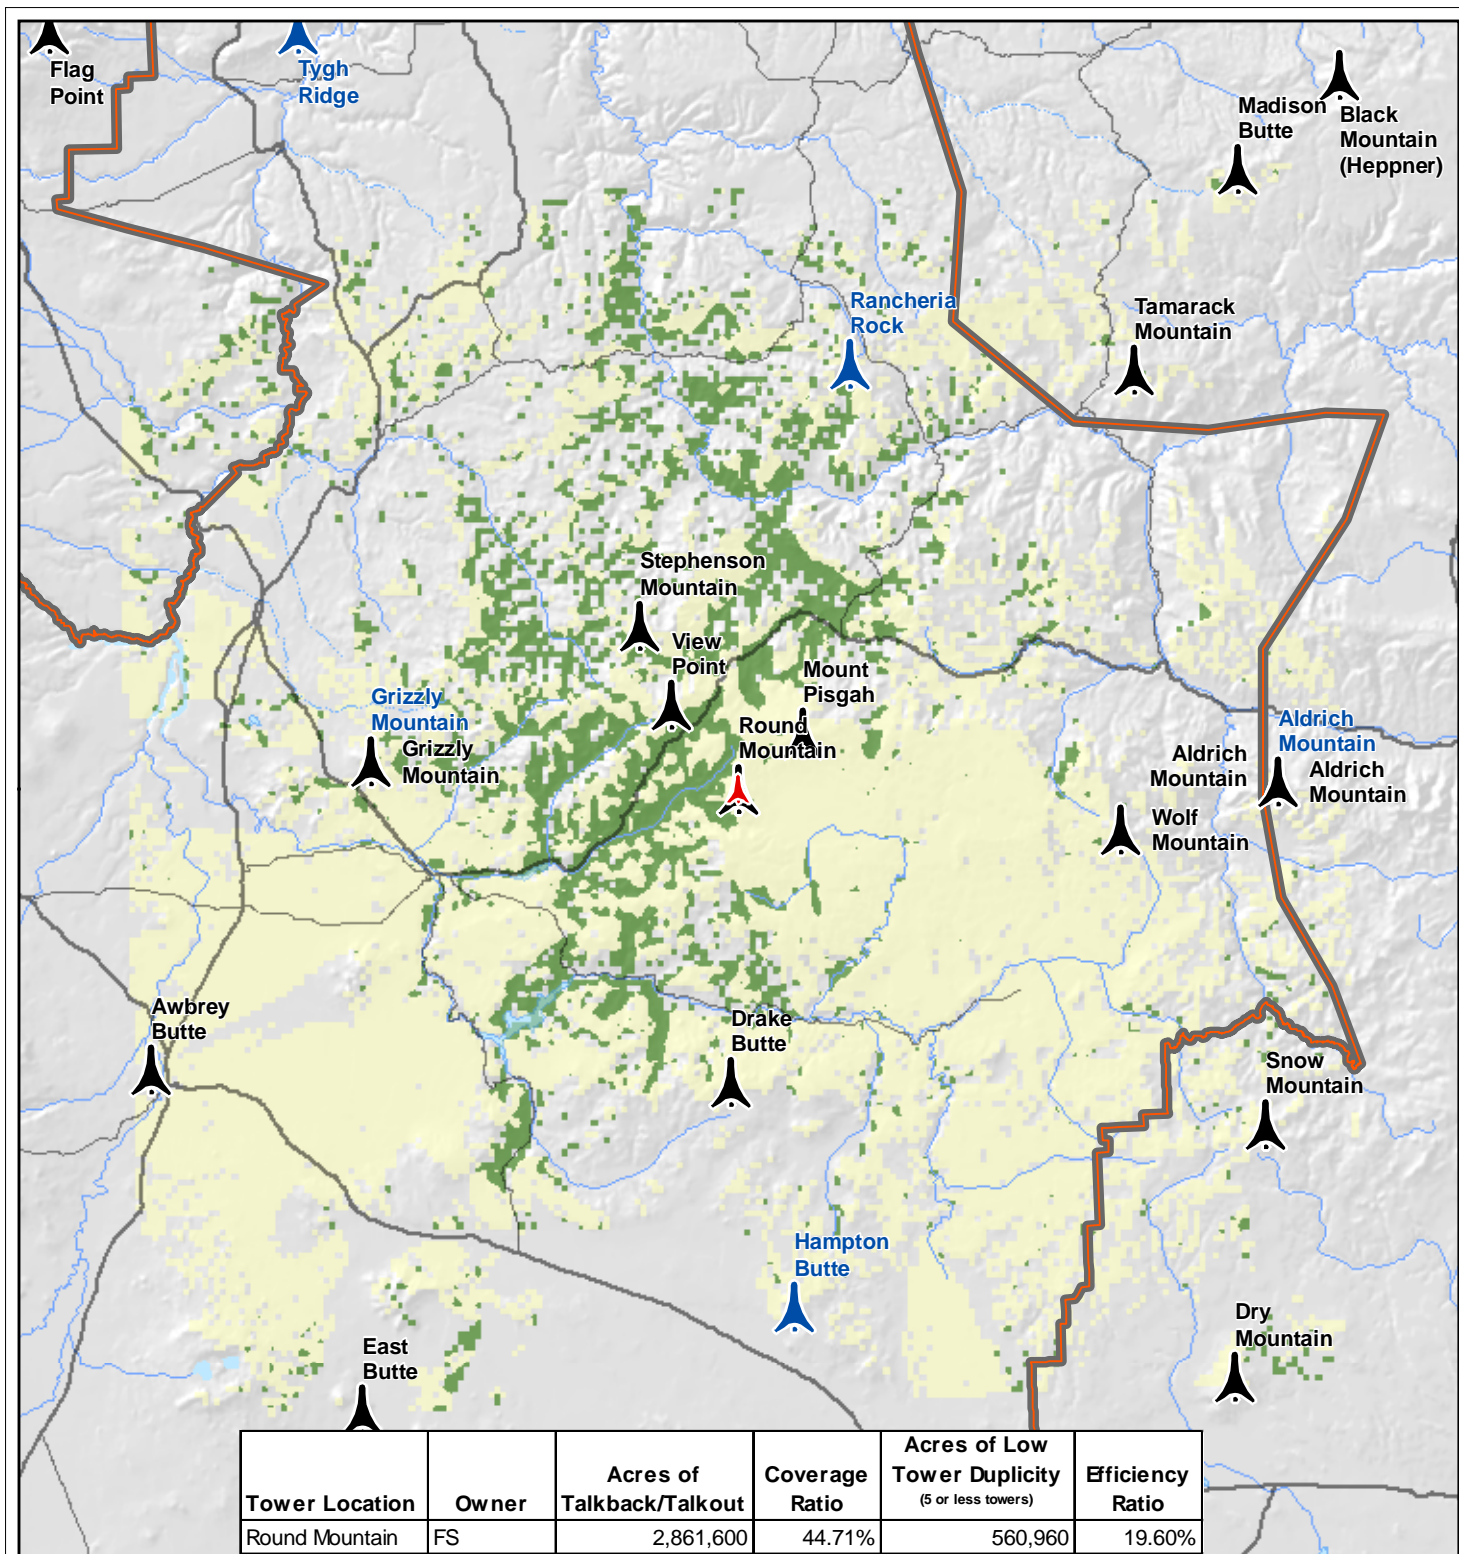 Flag
Point
Tygh
Ridge
Madison
Butte
Black
Mountain
(Heppner)
Rancheria
Rock
Tamarack
Mountain
Stephenson
Mountain
View
Point
Mount
Pisgah
Grizzly
Mountain
Grizzly
Mountain
Round
Mountain
Aldrich
Mountain
Aldrich
Mountain
Aldrich
Mountain
Wolf
Mountain
Awbrey
Butte
Drake
Butte
Snow
Mountain
Hampton
Butte
Dry
Mountain
East
Butte
Tower Location Owner Acres of Talkback/Talkout Coverage Ratio Acres of Low Tower Duplicity (5 or less towers) Efficiency Ratio
Round Mountain FS 2,861,600 44.71% 560,960 19.60%